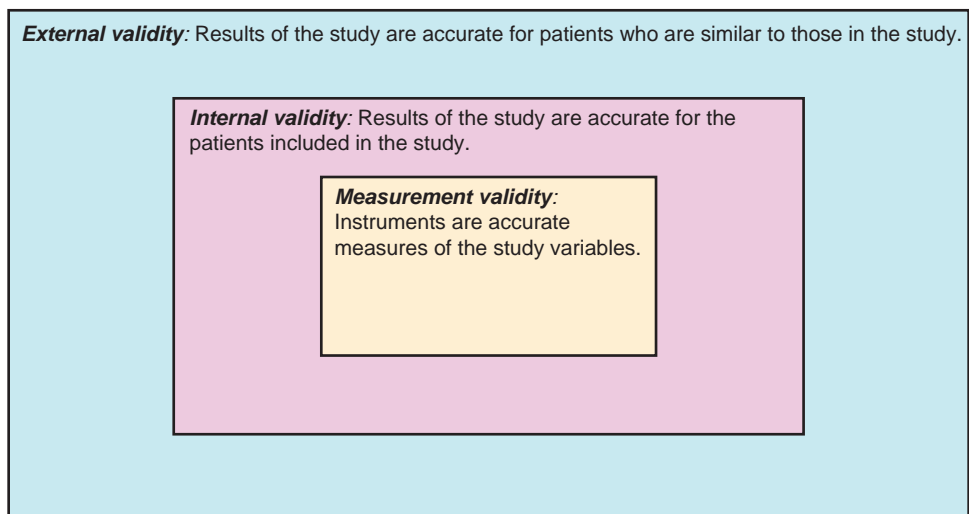 External validity: Results of the study are accurate for patients who are similar to those in the study.
Internal validity: Results of the study are accurate for the
patients included in the study.
Measurement validity:
Instruments are accurate
measures of the study variables.